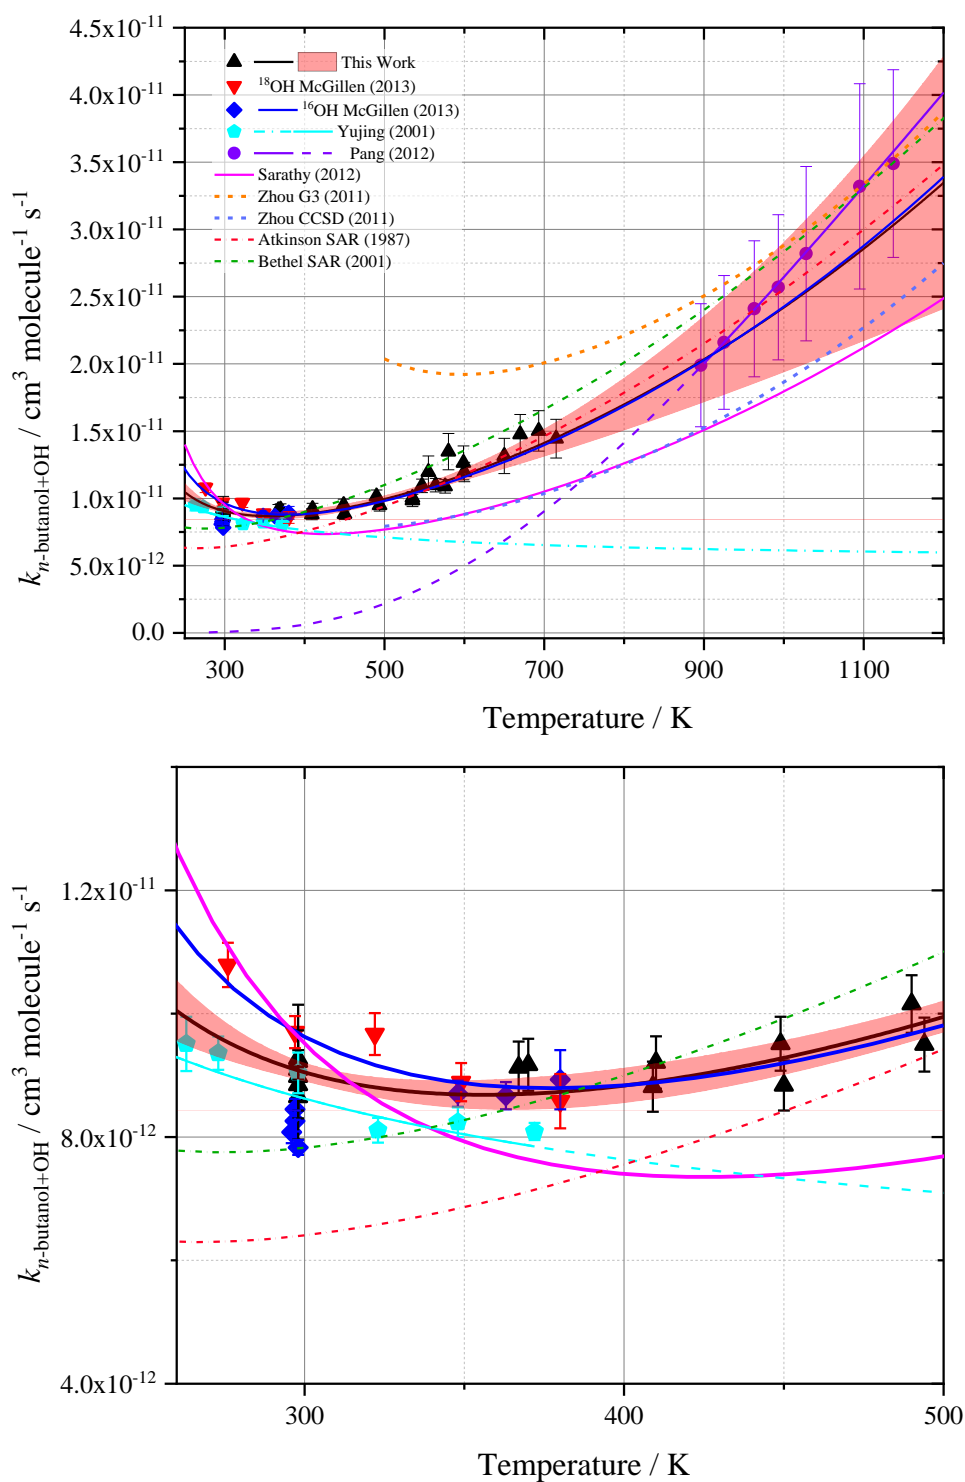 4.5x10⁻¹¹
4.0x10⁻¹¹
3.5x10⁻¹¹
3.0x10⁻¹¹
2.5x10⁻¹¹
2.0x10⁻¹¹
1.5x10⁻¹¹
1.0x10⁻¹¹
5.0x10⁻¹²
0.0
k n-butanol+OH / cm³ molecule⁻¹ s⁻¹
This Work
¹⁸OH McGillen (2013)
¹⁶OH McGillen (2013)
Yujing (2001)
Pang (2012)
Sarathy (2012)
Zhou G3 (2011)
Zhou CCSD (2011)
Atkinson SAR (1987)
Bethel SAR (2001)
300 500 700 900 1100
Temperature / K
1.2x10⁻¹¹
8.0x10⁻¹²
4.0x10⁻¹²
k n-butanol+OH / cm³ molecule⁻¹ s⁻¹
300 400 500
Temperature / K